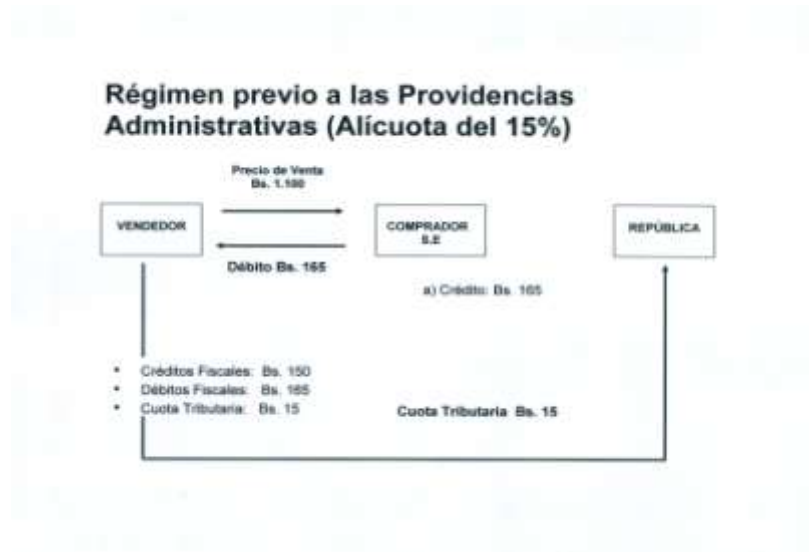 Régimen previo a las Providencias
Administrativas (Alícuota del 15%)
Precio de Venta
Bs. 1.100
VENDEDOR
COMPRADOR
S.E
REPÚBLICA
Débito Bs. 165
a) Crédito: Bs. 165
• Créditos Fiscales: Bs. 150
• Débitos Fiscales: Bs. 165
• Cuota Tributaria: Bs. 15
Cuota Tributaria Bs. 15